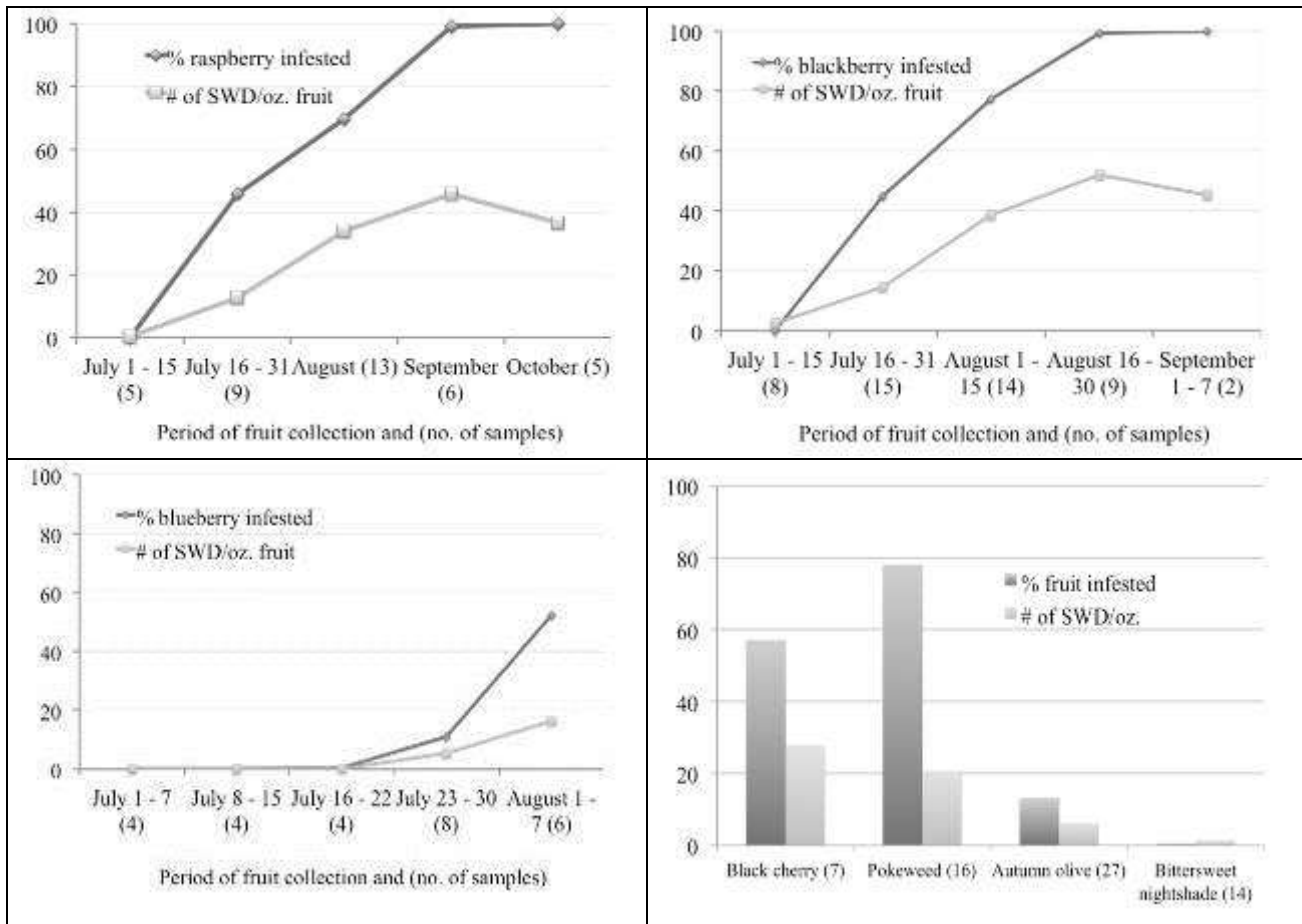 100
80
60
40
20
0
% raspberry infested
# of SWD/oz. fruit
July 1 - 15 July 16 - 31 August (13) September October (5)
(5) (9) (6)
Period of fruit collection and (no. of samples)
100
80
60
40
20
0
% blackberry infested
# of SWD/oz. fruit
July 1 - 15 July 16 - 31 August 1 - August 16 - September
(8) (15) 15 (14) 30 (9) 1 - 7 (2)
Period of fruit collection and (no. of samples)
100
80
60
40
20
0
% blueberry infested
# of SWD/oz. fruit
July 1 - 7 July 8 - 15 July 16 - 22 July 23 - 30 August 1 -
(4) (4) (4) (8) 7 (6)
Period of fruit collection and (no. of samples)
100
80
60
40
20
0
% fruit infested
# of SWD/oz.
Black cherry (7) Pokeweed (16) Autumn olive (27) Bittersweet
nightshade (14)